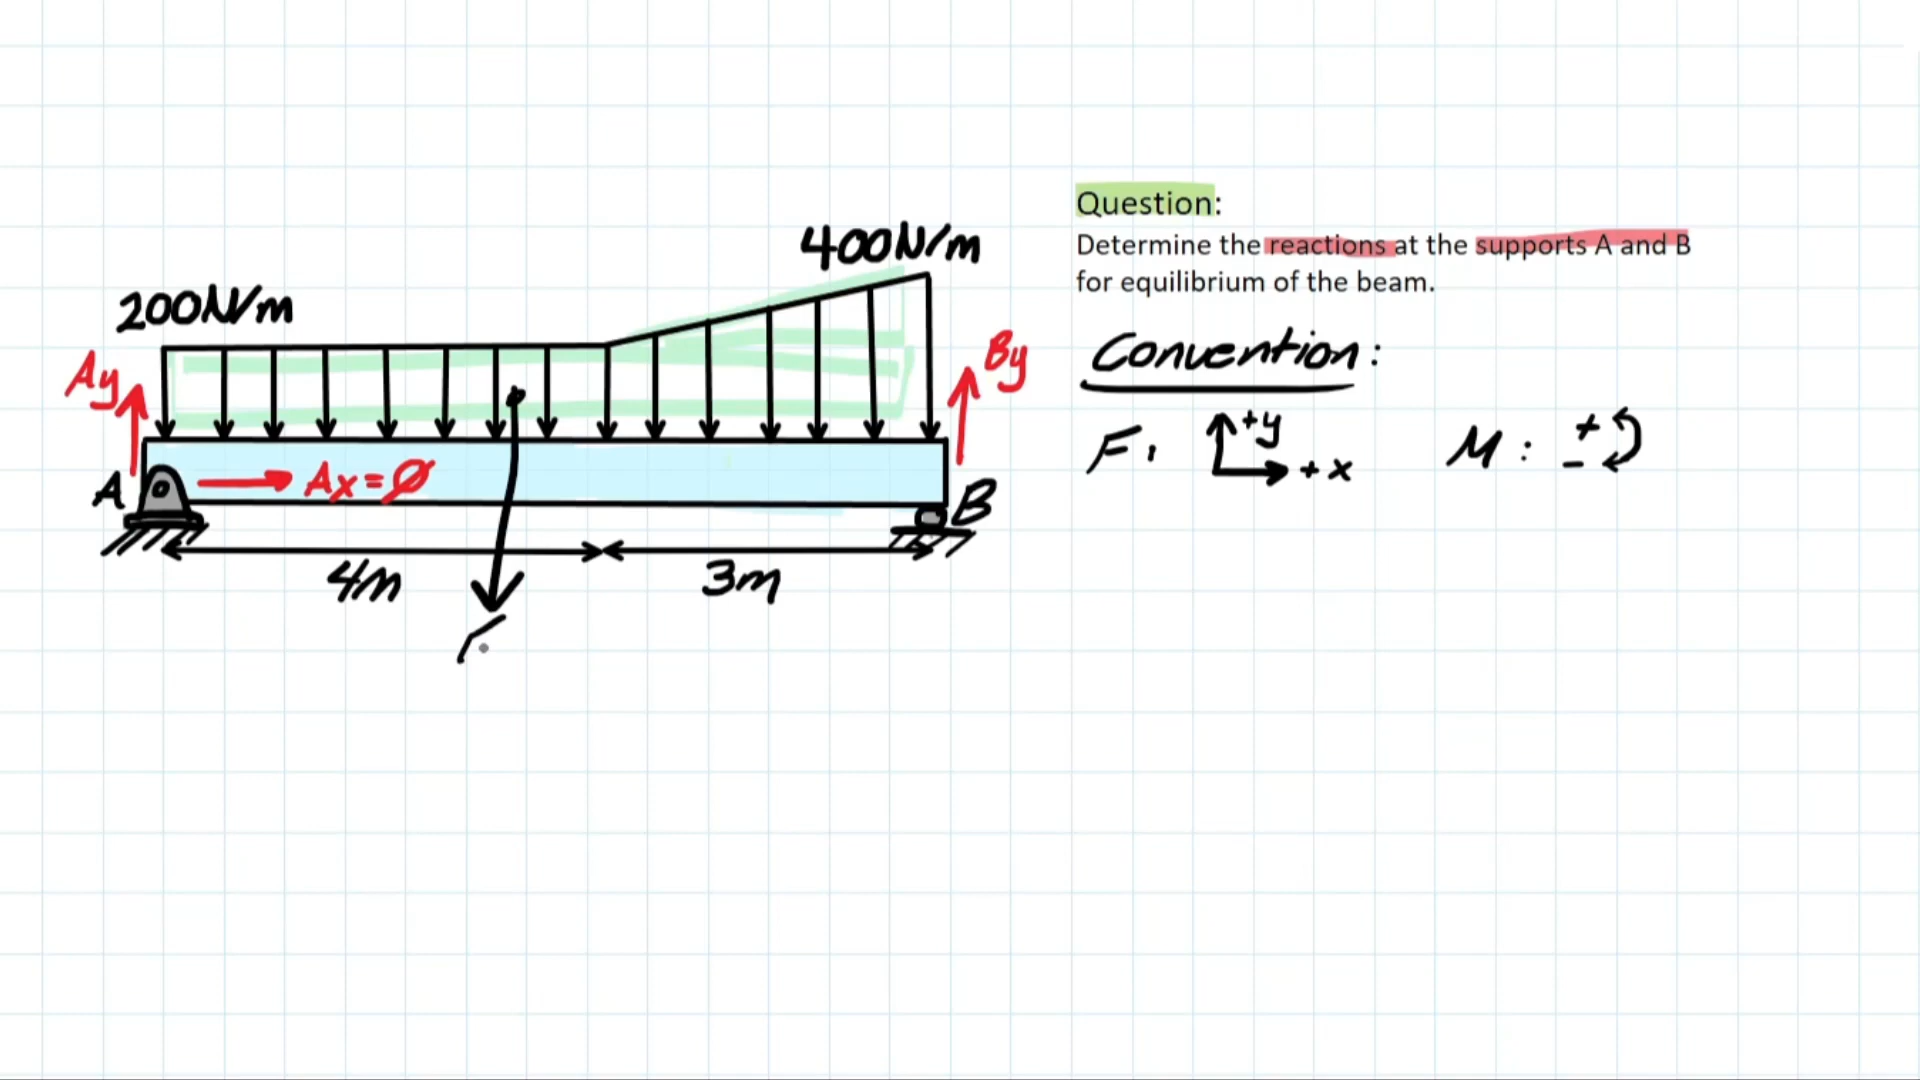 Question:
Determine the reactions at the supports A and B
for equilibrium of the beam.
Convention:
F: +y +x M: + -
400N/m
200N/m
Ay
By
A
Ax=∅
B
4m
3m